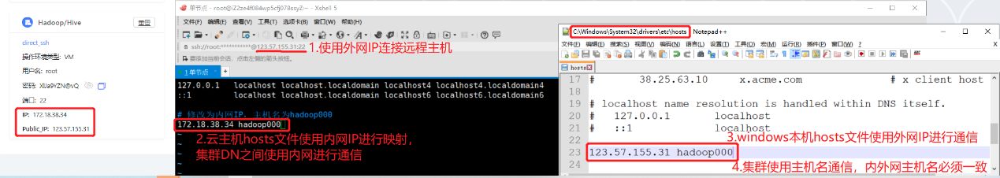 Hadoop/Hive
重置
direct_ssh
操作环境类型: VM
用户名: root
端口: 22
IP: 172.18.38.34
Public_IP: 123.57.155.31
单节点 - root@iZ2ze4f084wp5cfj078ssyZ:~ - Xshell 5
文件(F) 编辑(E) 查看(V) 工具(T) 选项卡(B) 窗口(W) 帮助(H)
ssh://root:***********@123.57.155.31:22
1.使用外网IP连接远程主机
要添加当前会话，点击左侧的箭头按钮。
1 单节点
127.0.0.1 localhost localhost.localdomain localhost4 localhost4.localdomain4
::1 localhost localhost.localdomain localhost6 localhost6.localdomain6
# 修改为内网IP, 主机名为hadoop000
172.18.38.34 hadoop000
~
2.云主机hosts文件使用内网IP进行映射，
集群DN之间使用内网进行通信
~
~
~
C:\Windows\System32\drivers\etc\hosts - Notepad++
文件(F) 编辑(E) 搜索(S) 视图(V) 编码(N) 语言(L) 设置(T) 工具(O) 宏(M) 运行(R) 插件(P) 窗口(W) ?
hosts
17 # 38.25.63.10 x.acme.com # x client host
18
19 # localhost name resolution is handled within DNS itself.
20 # 127.0.0.1 localhost
21 # ::1 localhost
3.windows本机hosts文件使用外网IP进行通信
22
23 123.57.155.31 hadoop000
24
4.集群使用主机名通信，内外网主机名必须一致